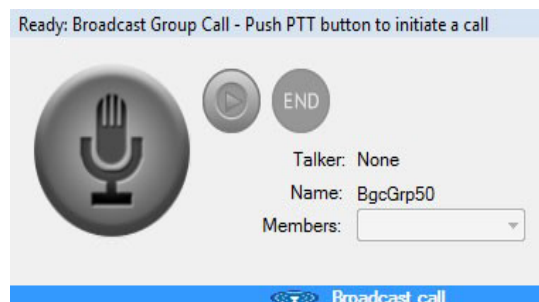 Ready: Broadcast Group Call - Push PTT button to initiate a call
END
Talker: None
Name: BgcGrp50
Members:
Broadcast call